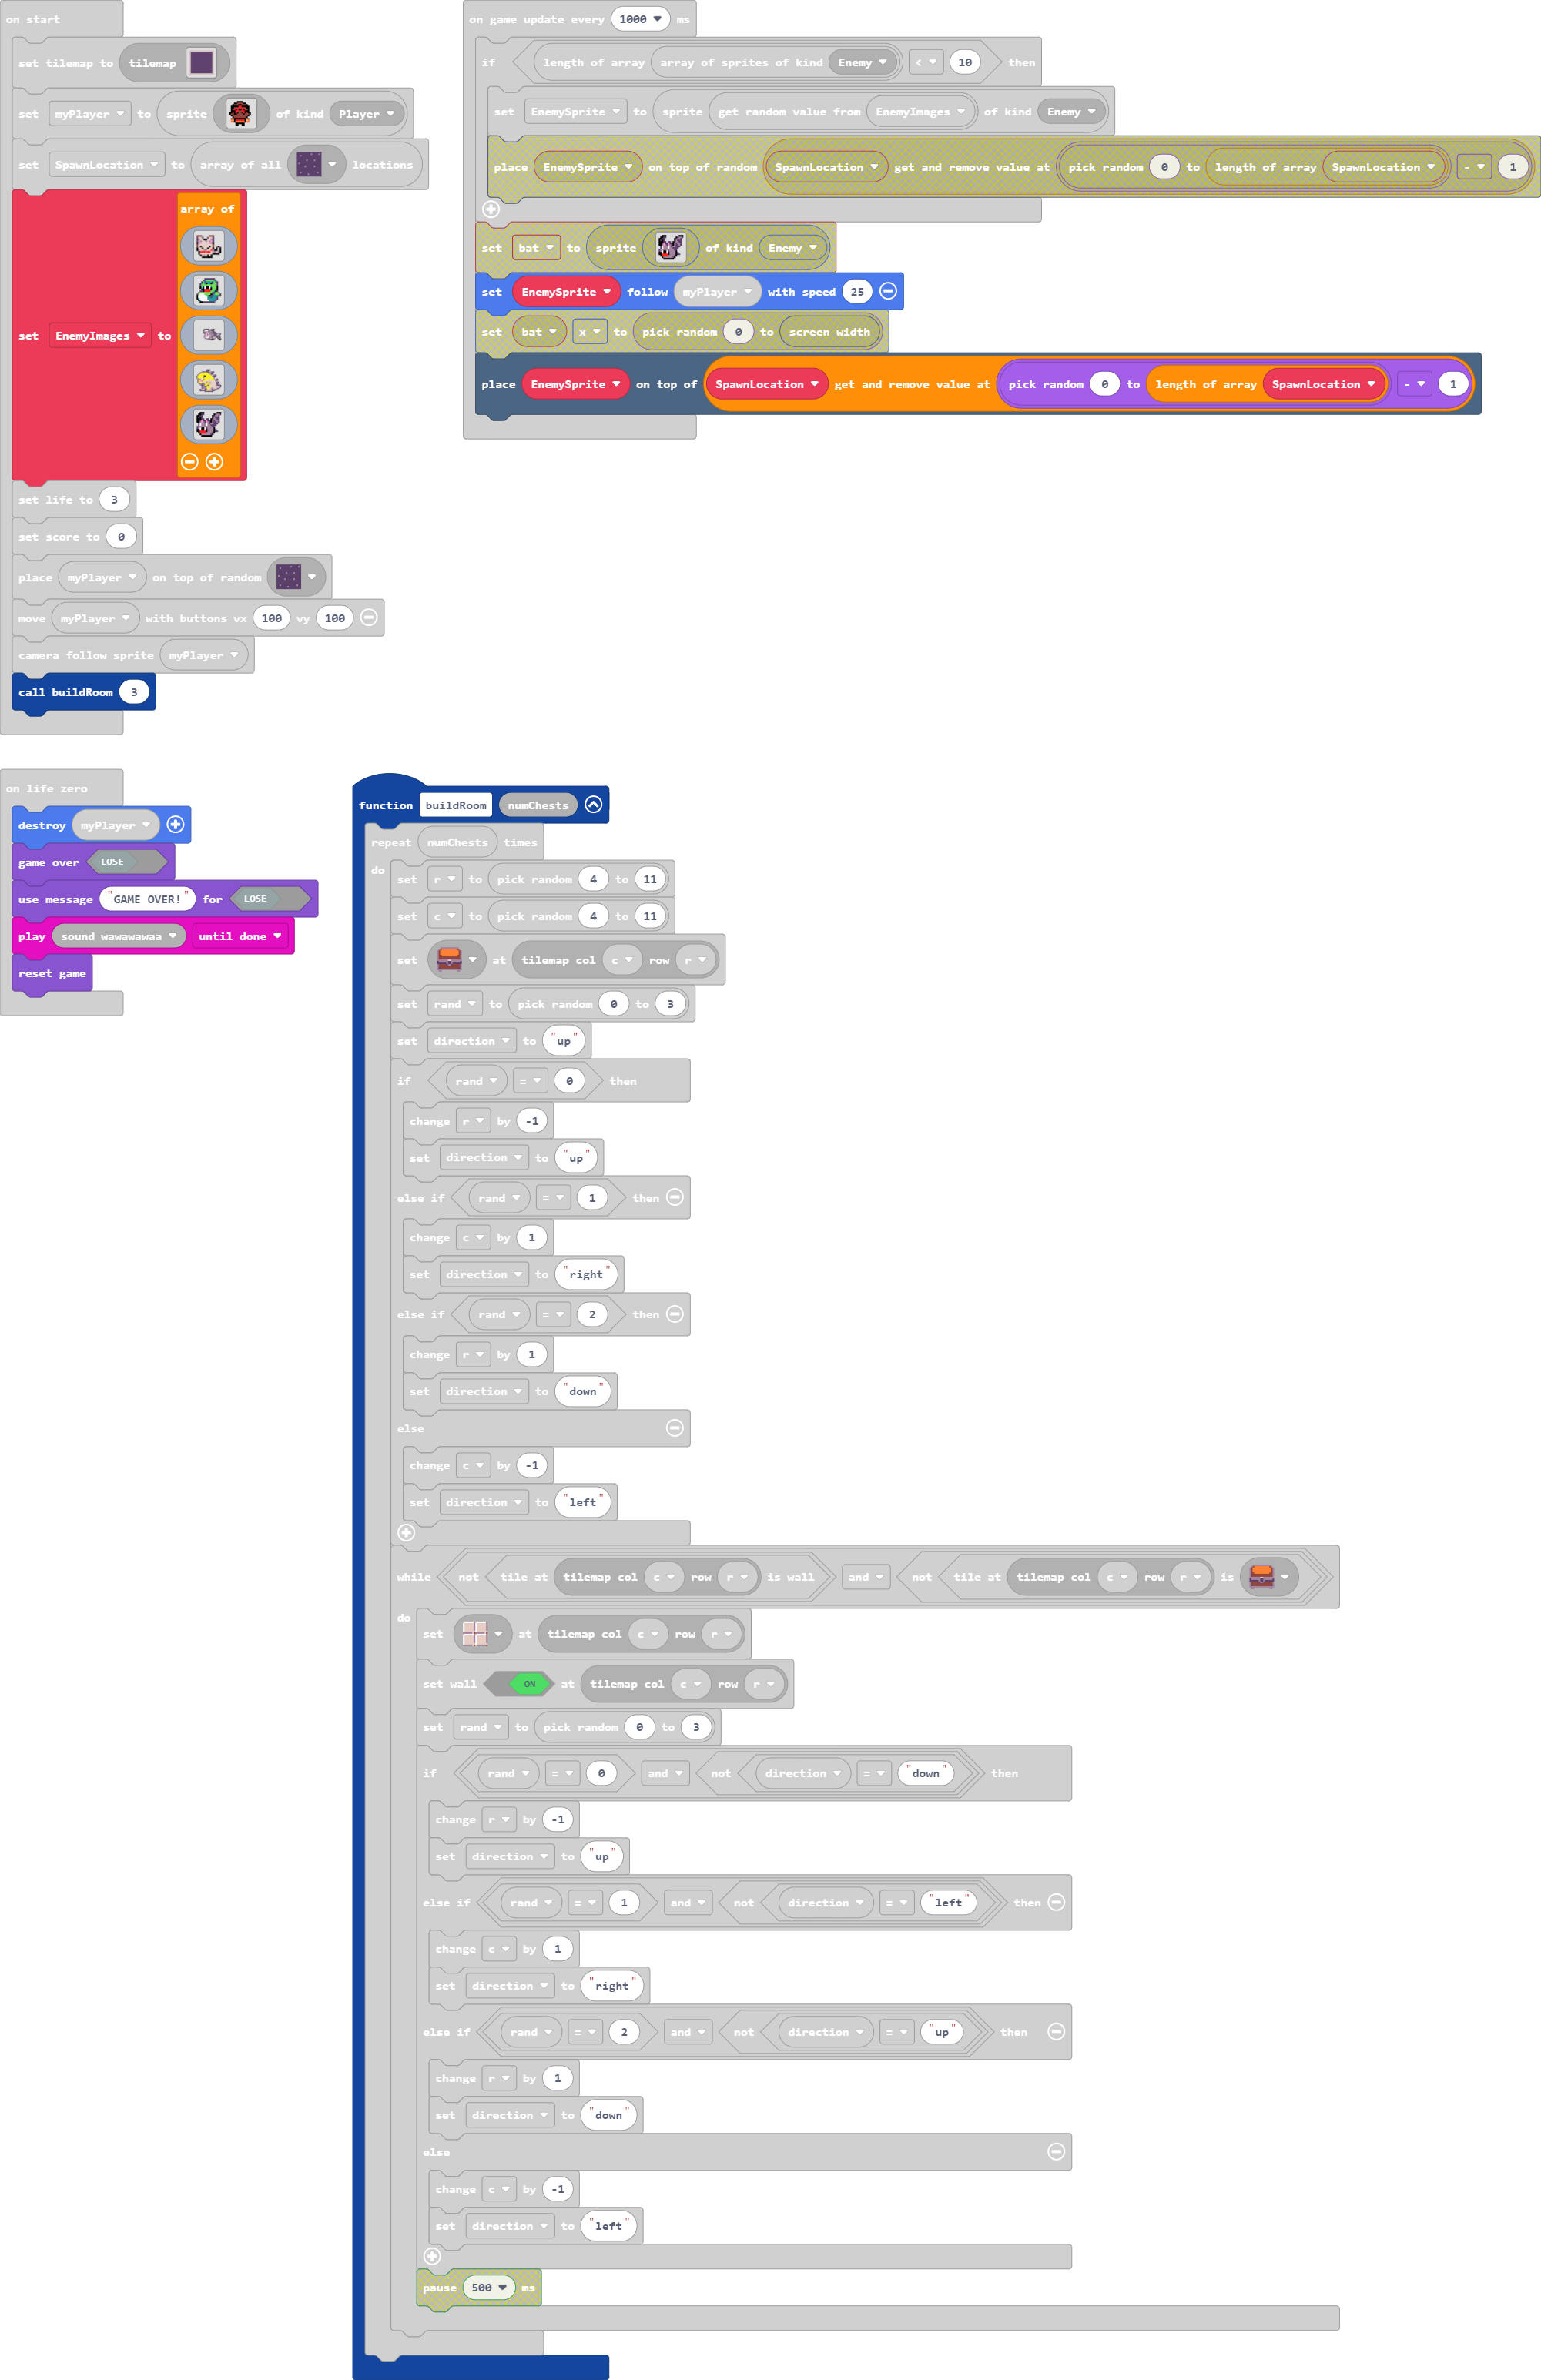 on start
set tilemap to tilemap
set myPlayer to sprite of kind Player
set SpawnLocation to array of all locations
array of
set EnemyImages to
set life to 3
set score to 0
place myPlayer on top of random
move myPlayer with buttons vx 100 vy 100
camera follow sprite myPlayer
call buildRoom 3
on game update every 1000 ms
if length of array array of sprites of kind Enemy < 10 then
set EnemySprite to sprite get random value from EnemyImages of kind Enemy
place EnemySprite on top of random SpawnLocation get and remove value at pick random 0 to length of array SpawnLocation - 1
set bat to sprite of kind Enemy
set EnemySprite follow myPlayer with speed 25
set bat x to pick random 0 to screen width
place EnemySprite on top of SpawnLocation get and remove value at pick random 0 to length of array SpawnLocation - 1
on life zero
destroy myPlayer
game over LOSE
use message "GAME OVER!" for LOSE
play sound wawawawaa until done
reset game
function buildRoom numChests
repeat numChests times
do
set r to pick random 4 to 11
set c to pick random 4 to 11
set at tilemap col c row r
set rand to pick random 0 to 3
set direction to "up"
if rand = 0 then
change r by -1
set direction to "up"
else if rand = 1 then
change c by 1
set direction to "right"
else if rand = 2 then
change r by 1
set direction to "down"
else
change c by -1
set direction to "left"
while not tile at tilemap col c row r is wall and not tile at tilemap col c row r is
do
set at tilemap col c row r
set wall ON at tilemap col c row r
set rand to pick random 0 to 3
if rand = 0 and not direction = "down" then
change r by -1
set direction to "up"
else if rand = 1 and not direction = "left" then
change c by 1
set direction to "right"
else if rand = 2 and not direction = "up" then
change r by 1
set direction to "down"
else
change c by -1
set direction to "left"
pause 500 ms